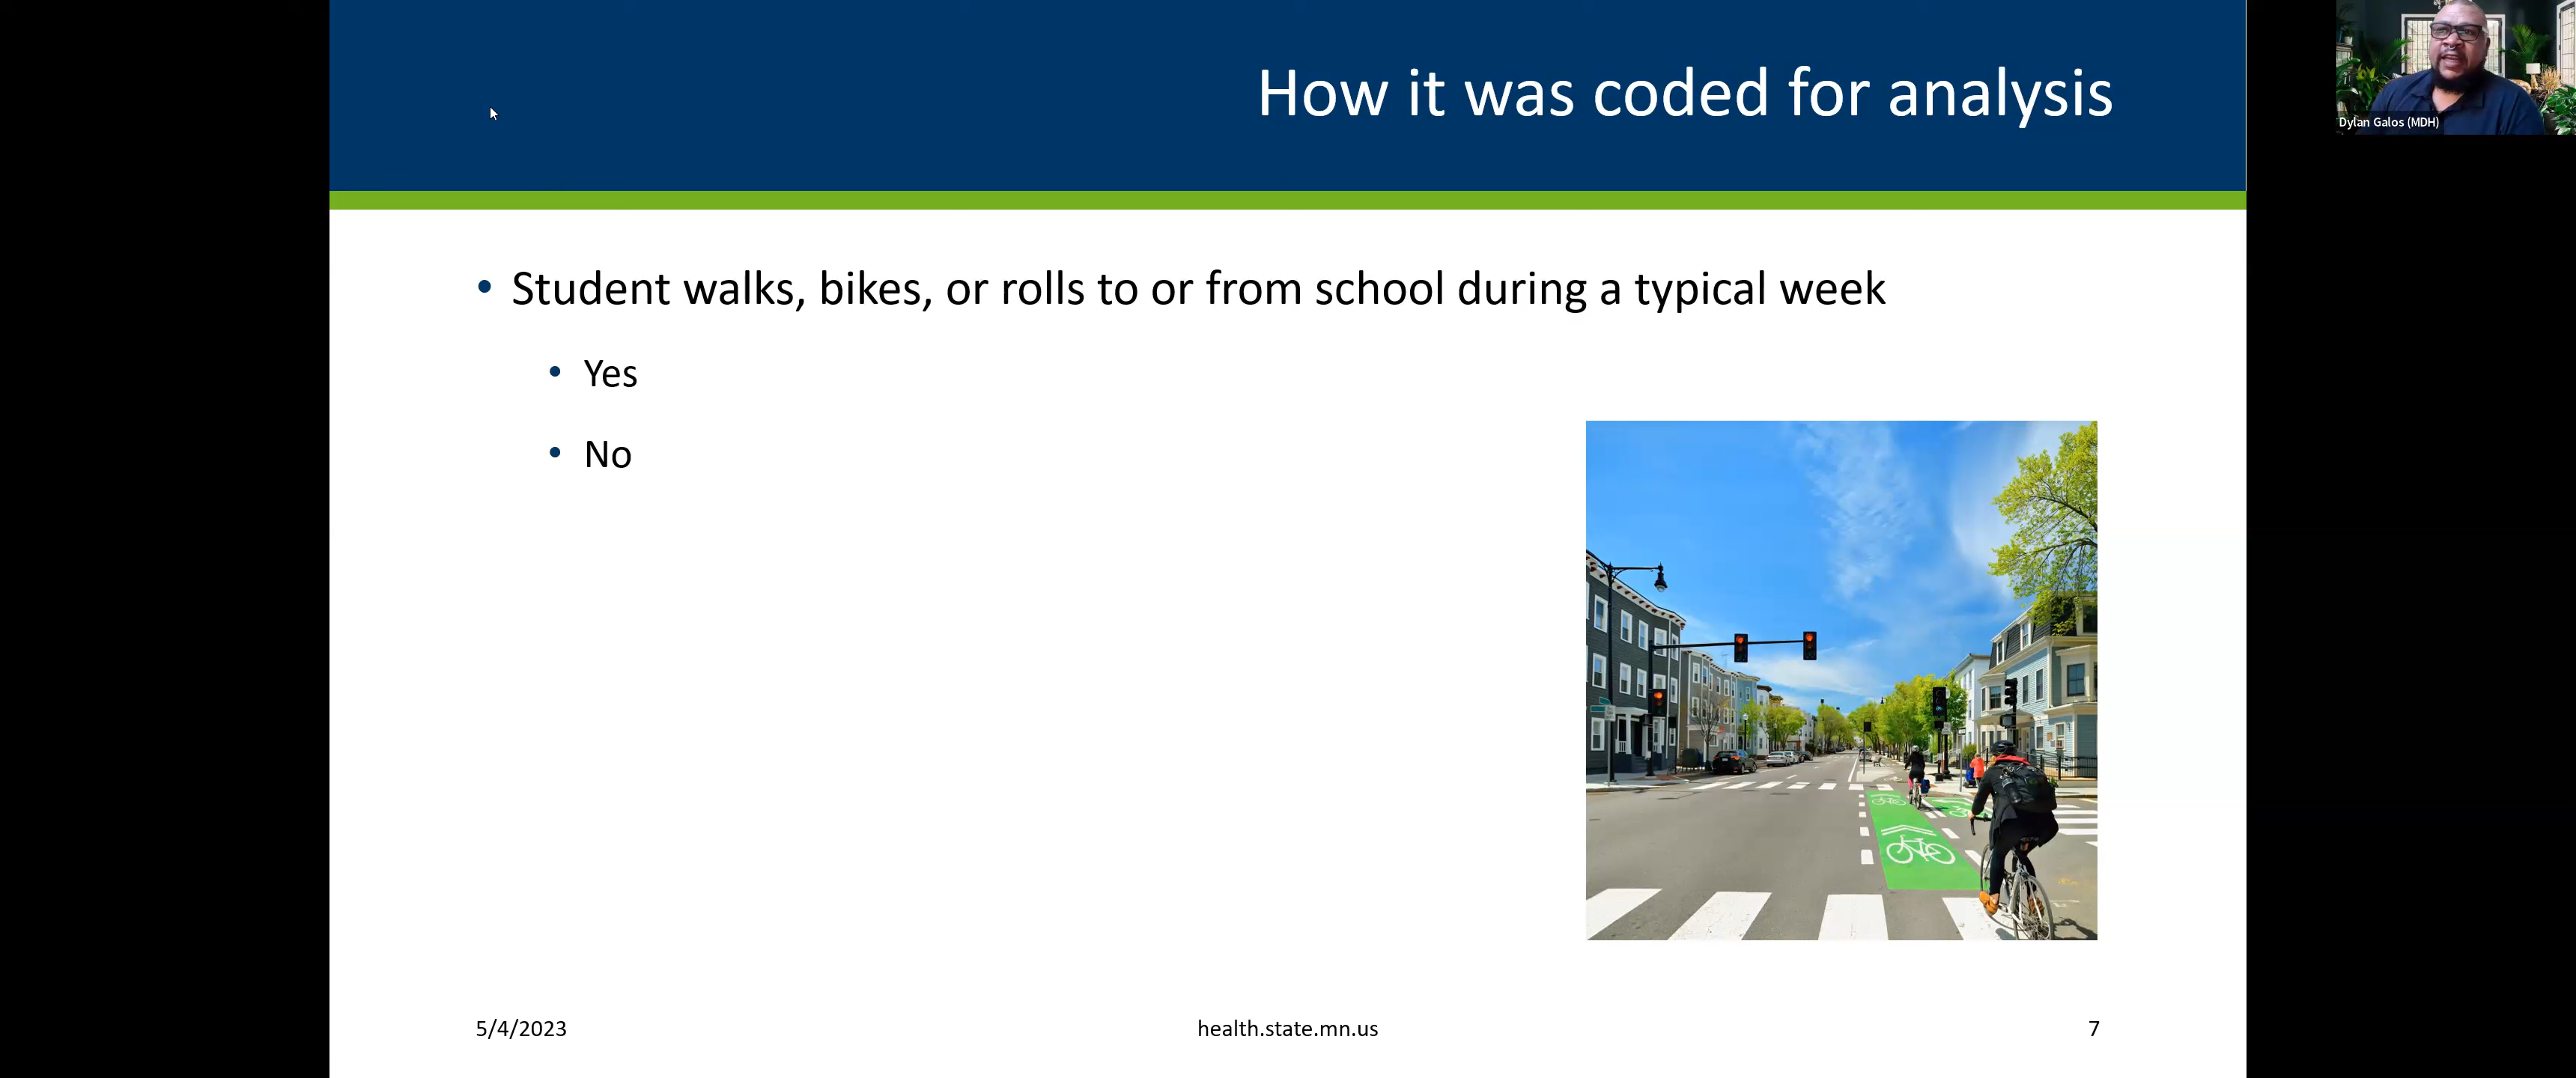 How it was coded for analysis
Dylan Galos (MDH)
• Student walks, bikes, or rolls to or from school during a typical week
• Yes
• No
5/4/2023
health.state.mn.us
7